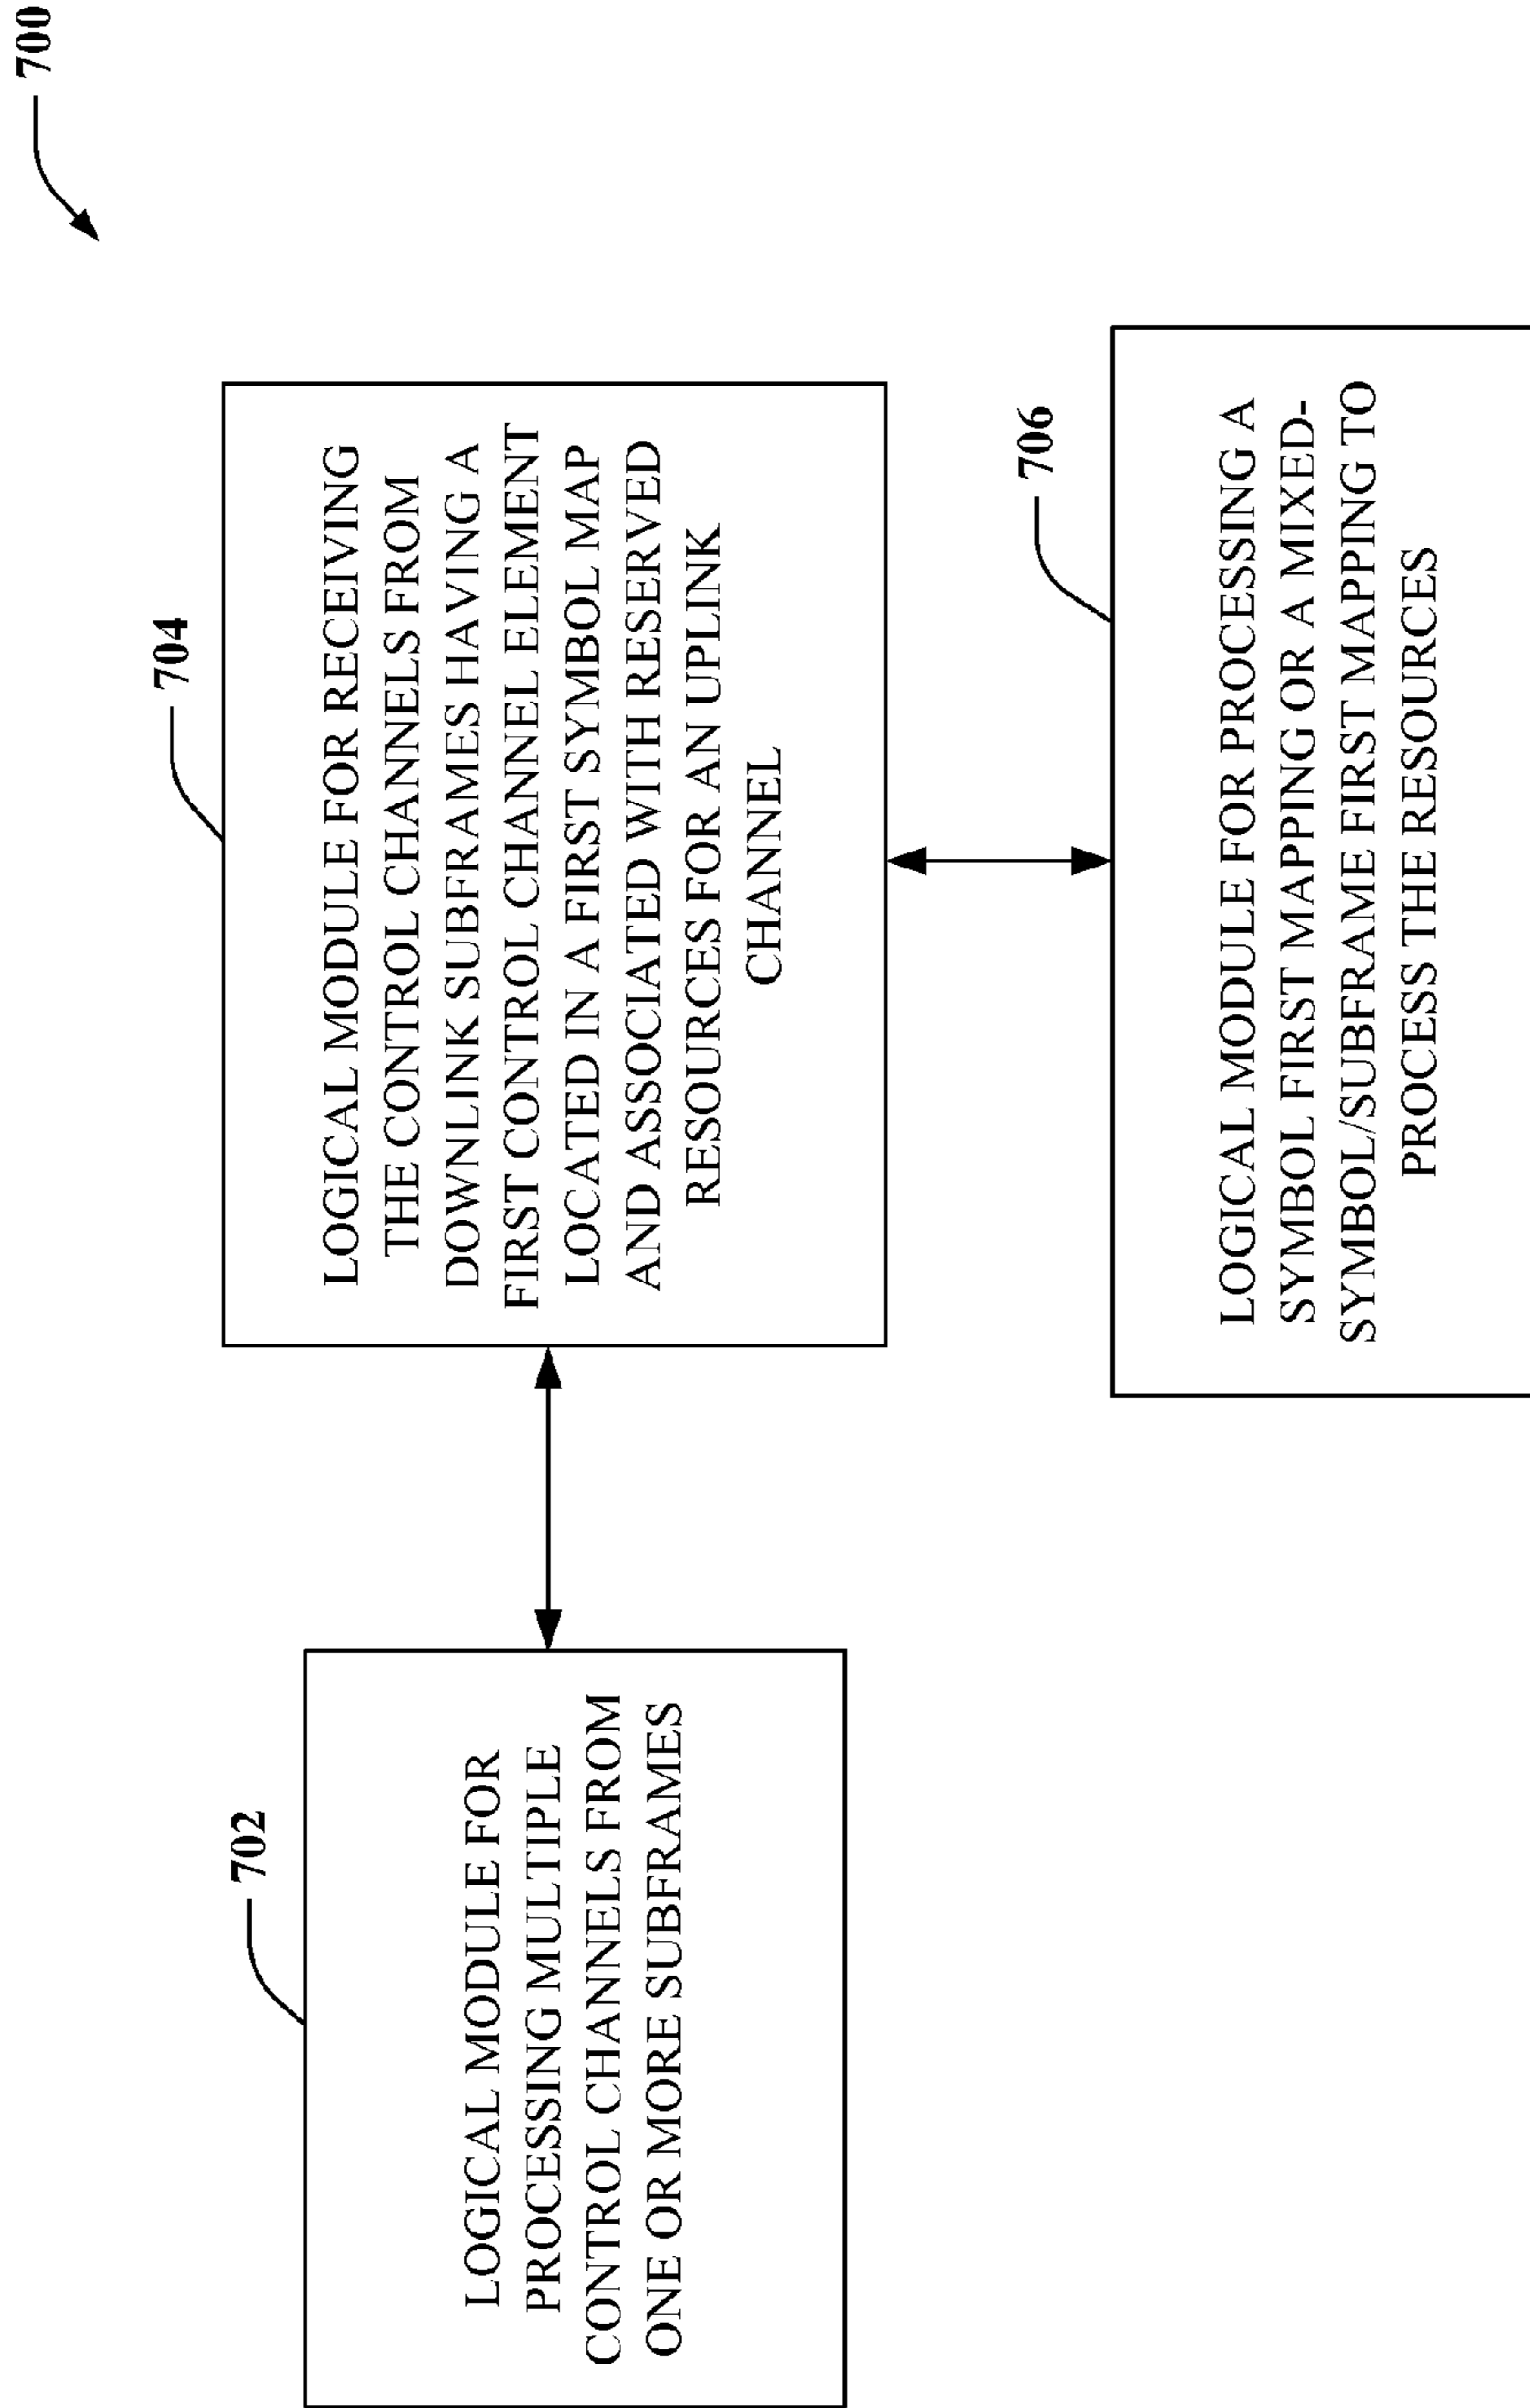 700
702
LOGICAL MODULE FOR
PROCESSING MULTIPLE
CONTROL CHANNELS FROM
ONE OR MORE SUBFRAMES
704
LOGICAL MODULE FOR RECEIVING
THE CONTROL CHANNELS FROM
DOWNLINK SUBFRAMES HAVING A
FIRST CONTROL CHANNEL ELEMENT
LOCATED IN A FIRST SYMBOL MAP
AND ASSOCIATED WITH RESERVED
RESOURCES FOR AN UPLINK
CHANNEL
706
LOGICAL MODULE FOR PROCESSING A
SYMBOL FIRST MAPPING OR A MIXED-
SYMBOL/SUBFRAME FIRST MAPPING TO
PROCESS THE RESOURCES